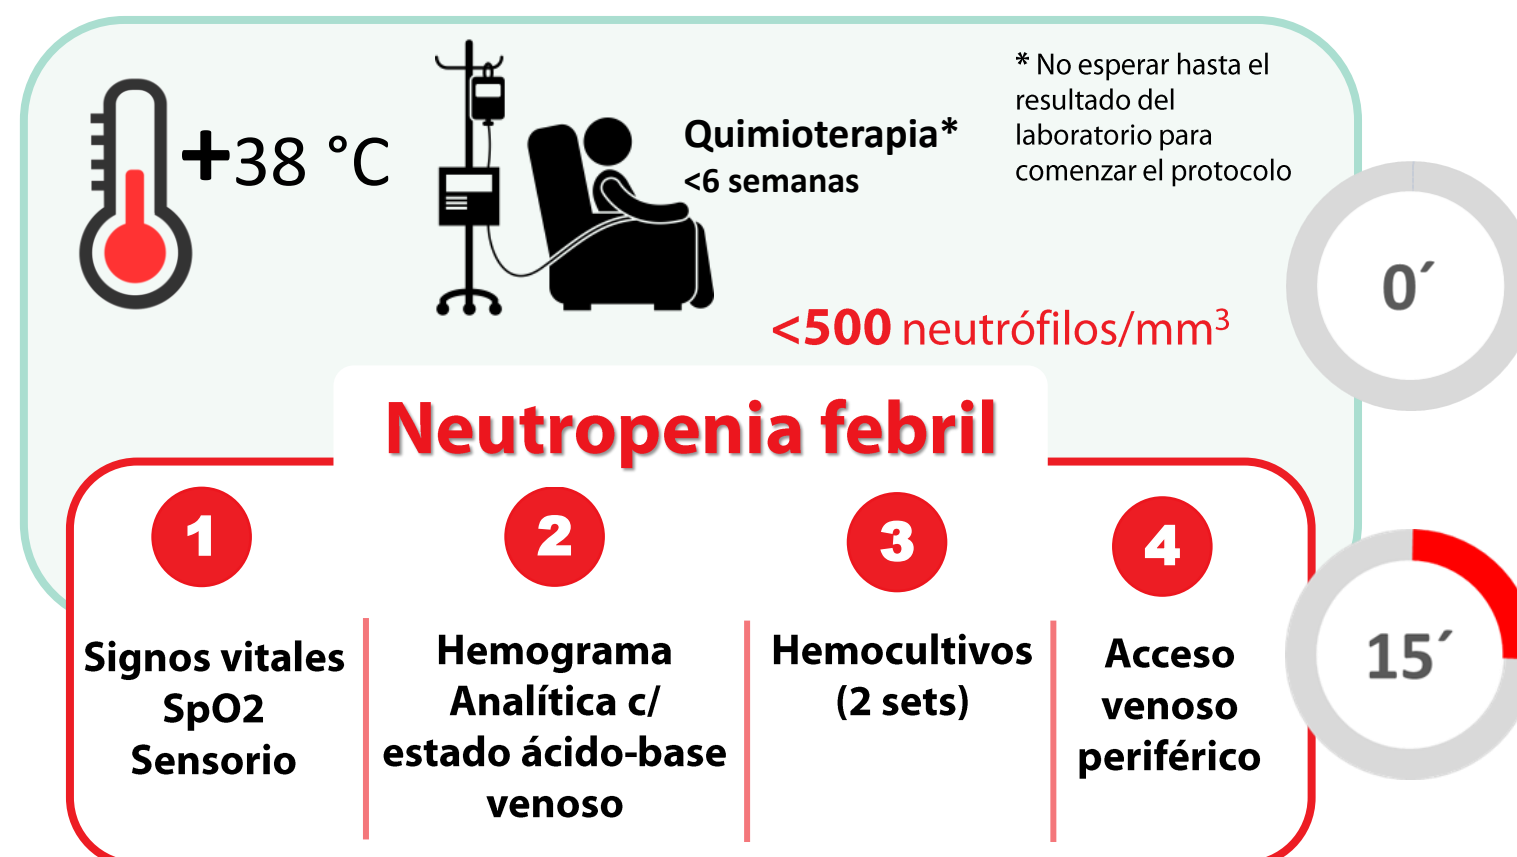 +38 °C
Quimioterapia*
<6 semanas
* No esperar hasta el
resultado del
laboratorio para
comenzar el protocolo
0´
<500 neutrófilos/mm³
Neutropenia febril
1
Signos vitales
SpO2
Sensorio
2
Hemograma
Analítica c/
estado ácido-base
venoso
3
Hemocultivos
(2 sets)
4
Acceso
venoso
periférico
15´